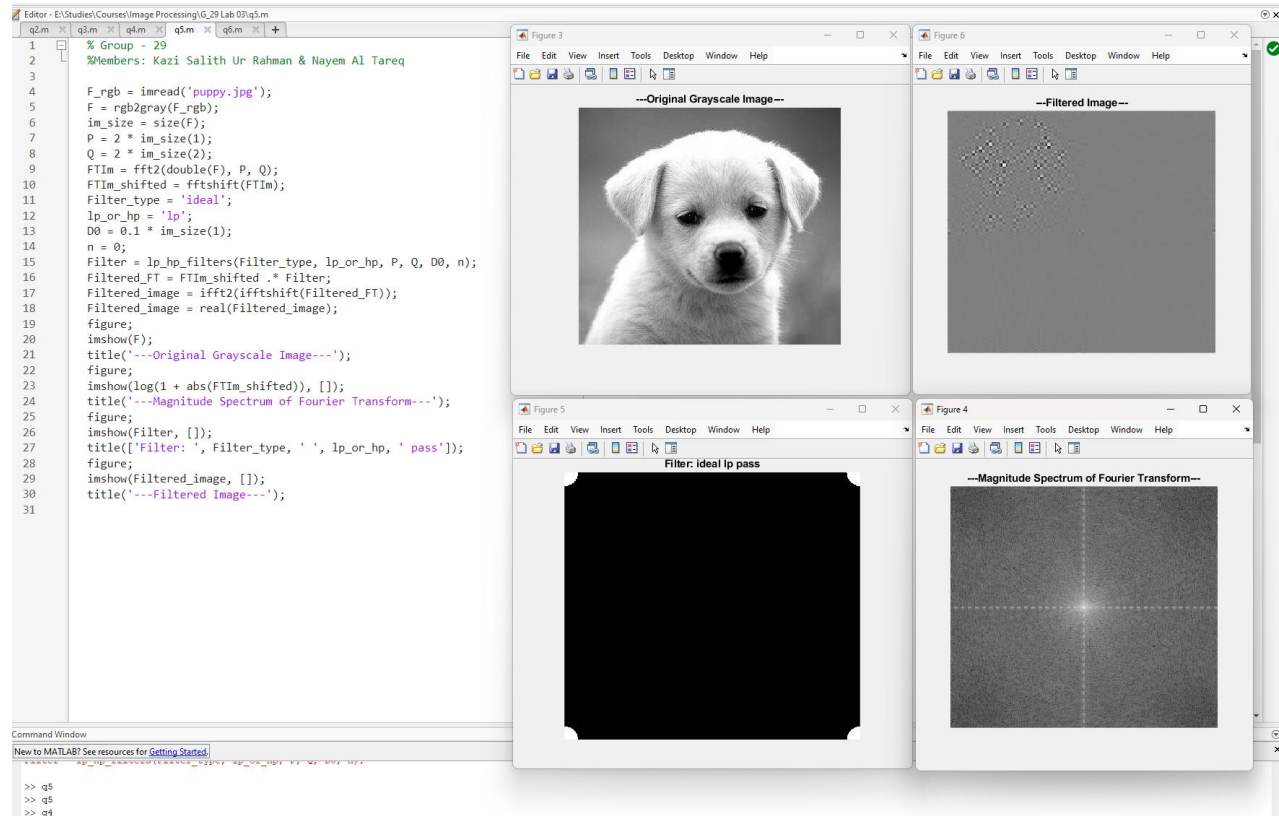 Editor - E:\Studies\Courses\Image Processing\G_29 Lab 03\q5.m
q2.m q3.m q4.m q5.m q6.m +
1 % Group - 29
2 %Members: Kazi Salith Ur Rahman & Nayem Al Tareq
3
4 F_rgb = imread('puppy.jpg');
5 F = rgb2gray(F_rgb);
6 im_size = size(F);
7 P = 2 * im_size(1);
8 Q = 2 * im_size(2);
9 FTIm = fft2(double(F), P, Q);
10 FTIm_shifted = fftshift(FTIm);
11 Filter_type = 'ideal';
12 lp_or_hp = 'lp';
13 D0 = 0.1 * im_size(1);
14 n = 0;
15 Filter = lp_hp_filters(Filter_type, lp_or_hp, P, Q, D0, n);
16 Filtered_FT = FTIm_shifted .* Filter;
17 Filtered_image = ifft2(ifftshift(Filtered_FT));
18 Filtered_image = real(Filtered_image);
19 figure;
20 imshow(F);
21 title('---Original Grayscale Image---');
22 figure;
23 imshow(log(1 + abs(FTIm_shifted)), []);
24 title('---Magnitude Spectrum of Fourier Transform---');
25 figure;
26 imshow(Filter, []);
27 title(['Filter: ', Filter_type, ' ', lp_or_hp, ' pass']);
28 figure;
29 imshow(Filtered_image, []);
30 title('---Filtered Image---');
31
Figure 3
File Edit View Insert Tools Desktop Window Help
---Original Grayscale Image---
Figure 6
File Edit View Insert Tools Desktop Window Help
---Filtered Image---
Figure 5
File Edit View Insert Tools Desktop Window Help
Filter: ideal lp pass
Figure 4
File Edit View Insert Tools Desktop Window Help
---Magnitude Spectrum of Fourier Transform---
Command Window
New to MATLAB? See resources for Getting Started.
>> q5
>> q5
>> q4